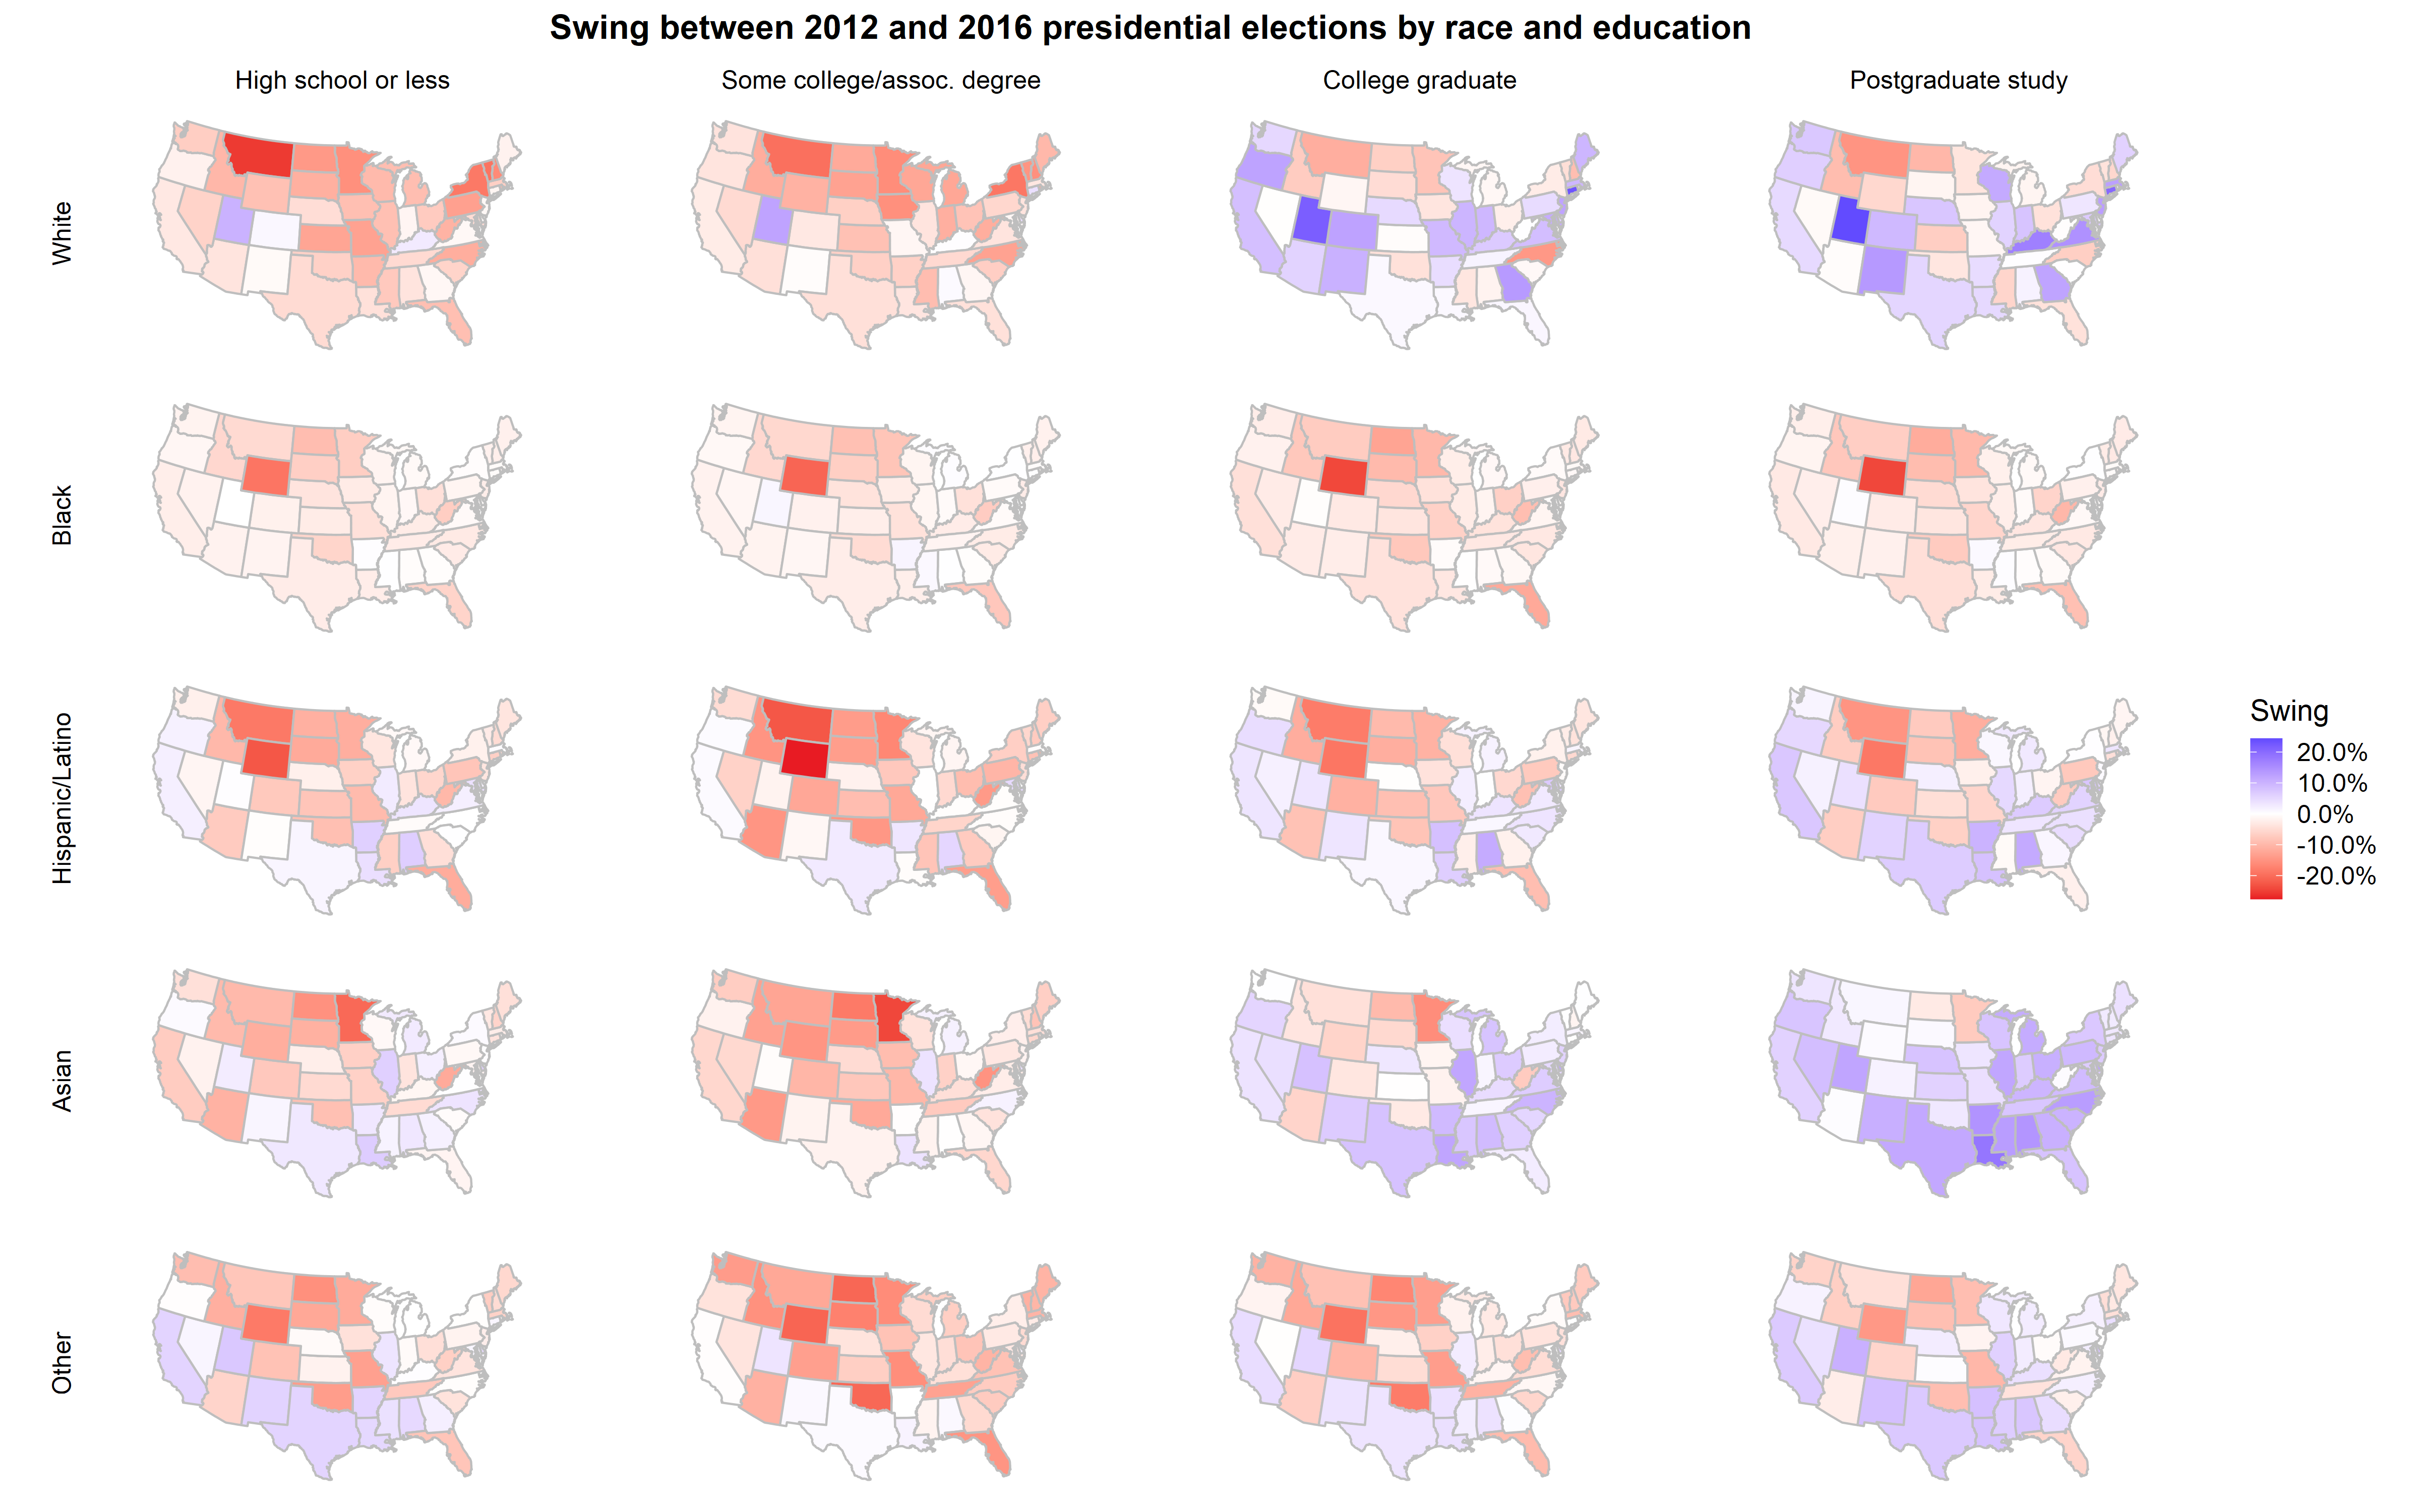 Swing between 2012 and 2016 presidential elections by race and education
High school or less
Some college/assoc. degree
College graduate
Postgraduate study
White
Black
Hispanic/Latino
Asian
Other
Swing
20.0%
10.0%
0.0%
-10.0%
-20.0%